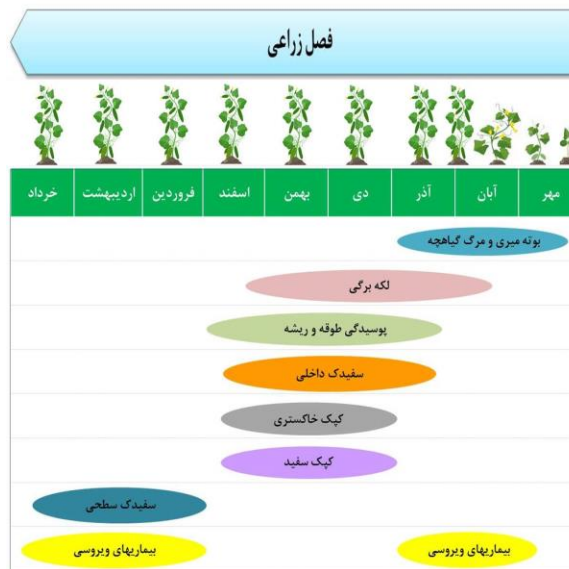 فصل زراعی
مهر آبان آذر دی بهمن اسفند فروردین اردیبهشت خرداد
بوته میری و مرگ گیاهچه
لکه برگی
پوسیدگی طوقه و ریشه
سفیدک داخلی
کپک خاکستری
کپک سفید
سفیدک سطحی
بیماریهای ویروسی بیماریهای ویروسی